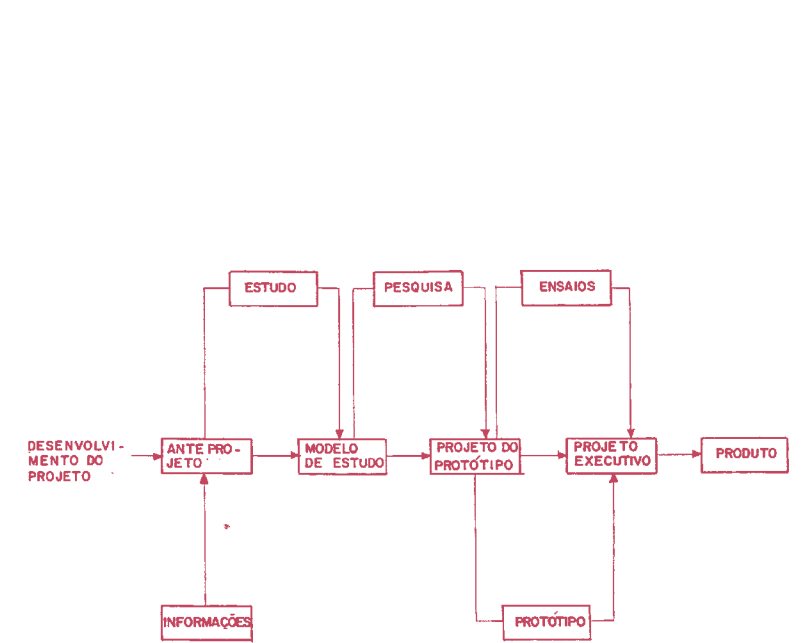 ESTUDO
PESQUISA
ENSAIOS
DESENVOLVI-
MENTO DO
PROJETO
ANTE PRO-
JETO
MODELO
DE ESTUDO
PROJETO DO
PROTÓTIPO
PROJETO
EXECUTIVO
PRODUTO
INFORMAÇÕES
PROTÓTIPO